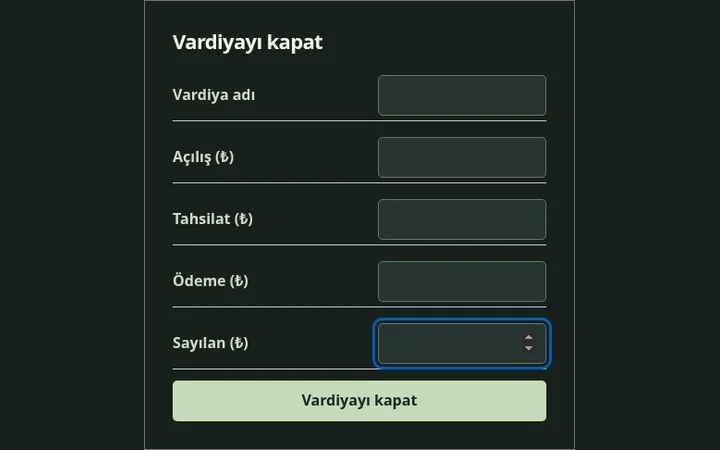 Vardiyayı kapat
Vardiya adı
Açılış (₺)
Tahsilat (₺)
Ödeme (₺)
Sayılan (₺)
Vardiyayı kapat